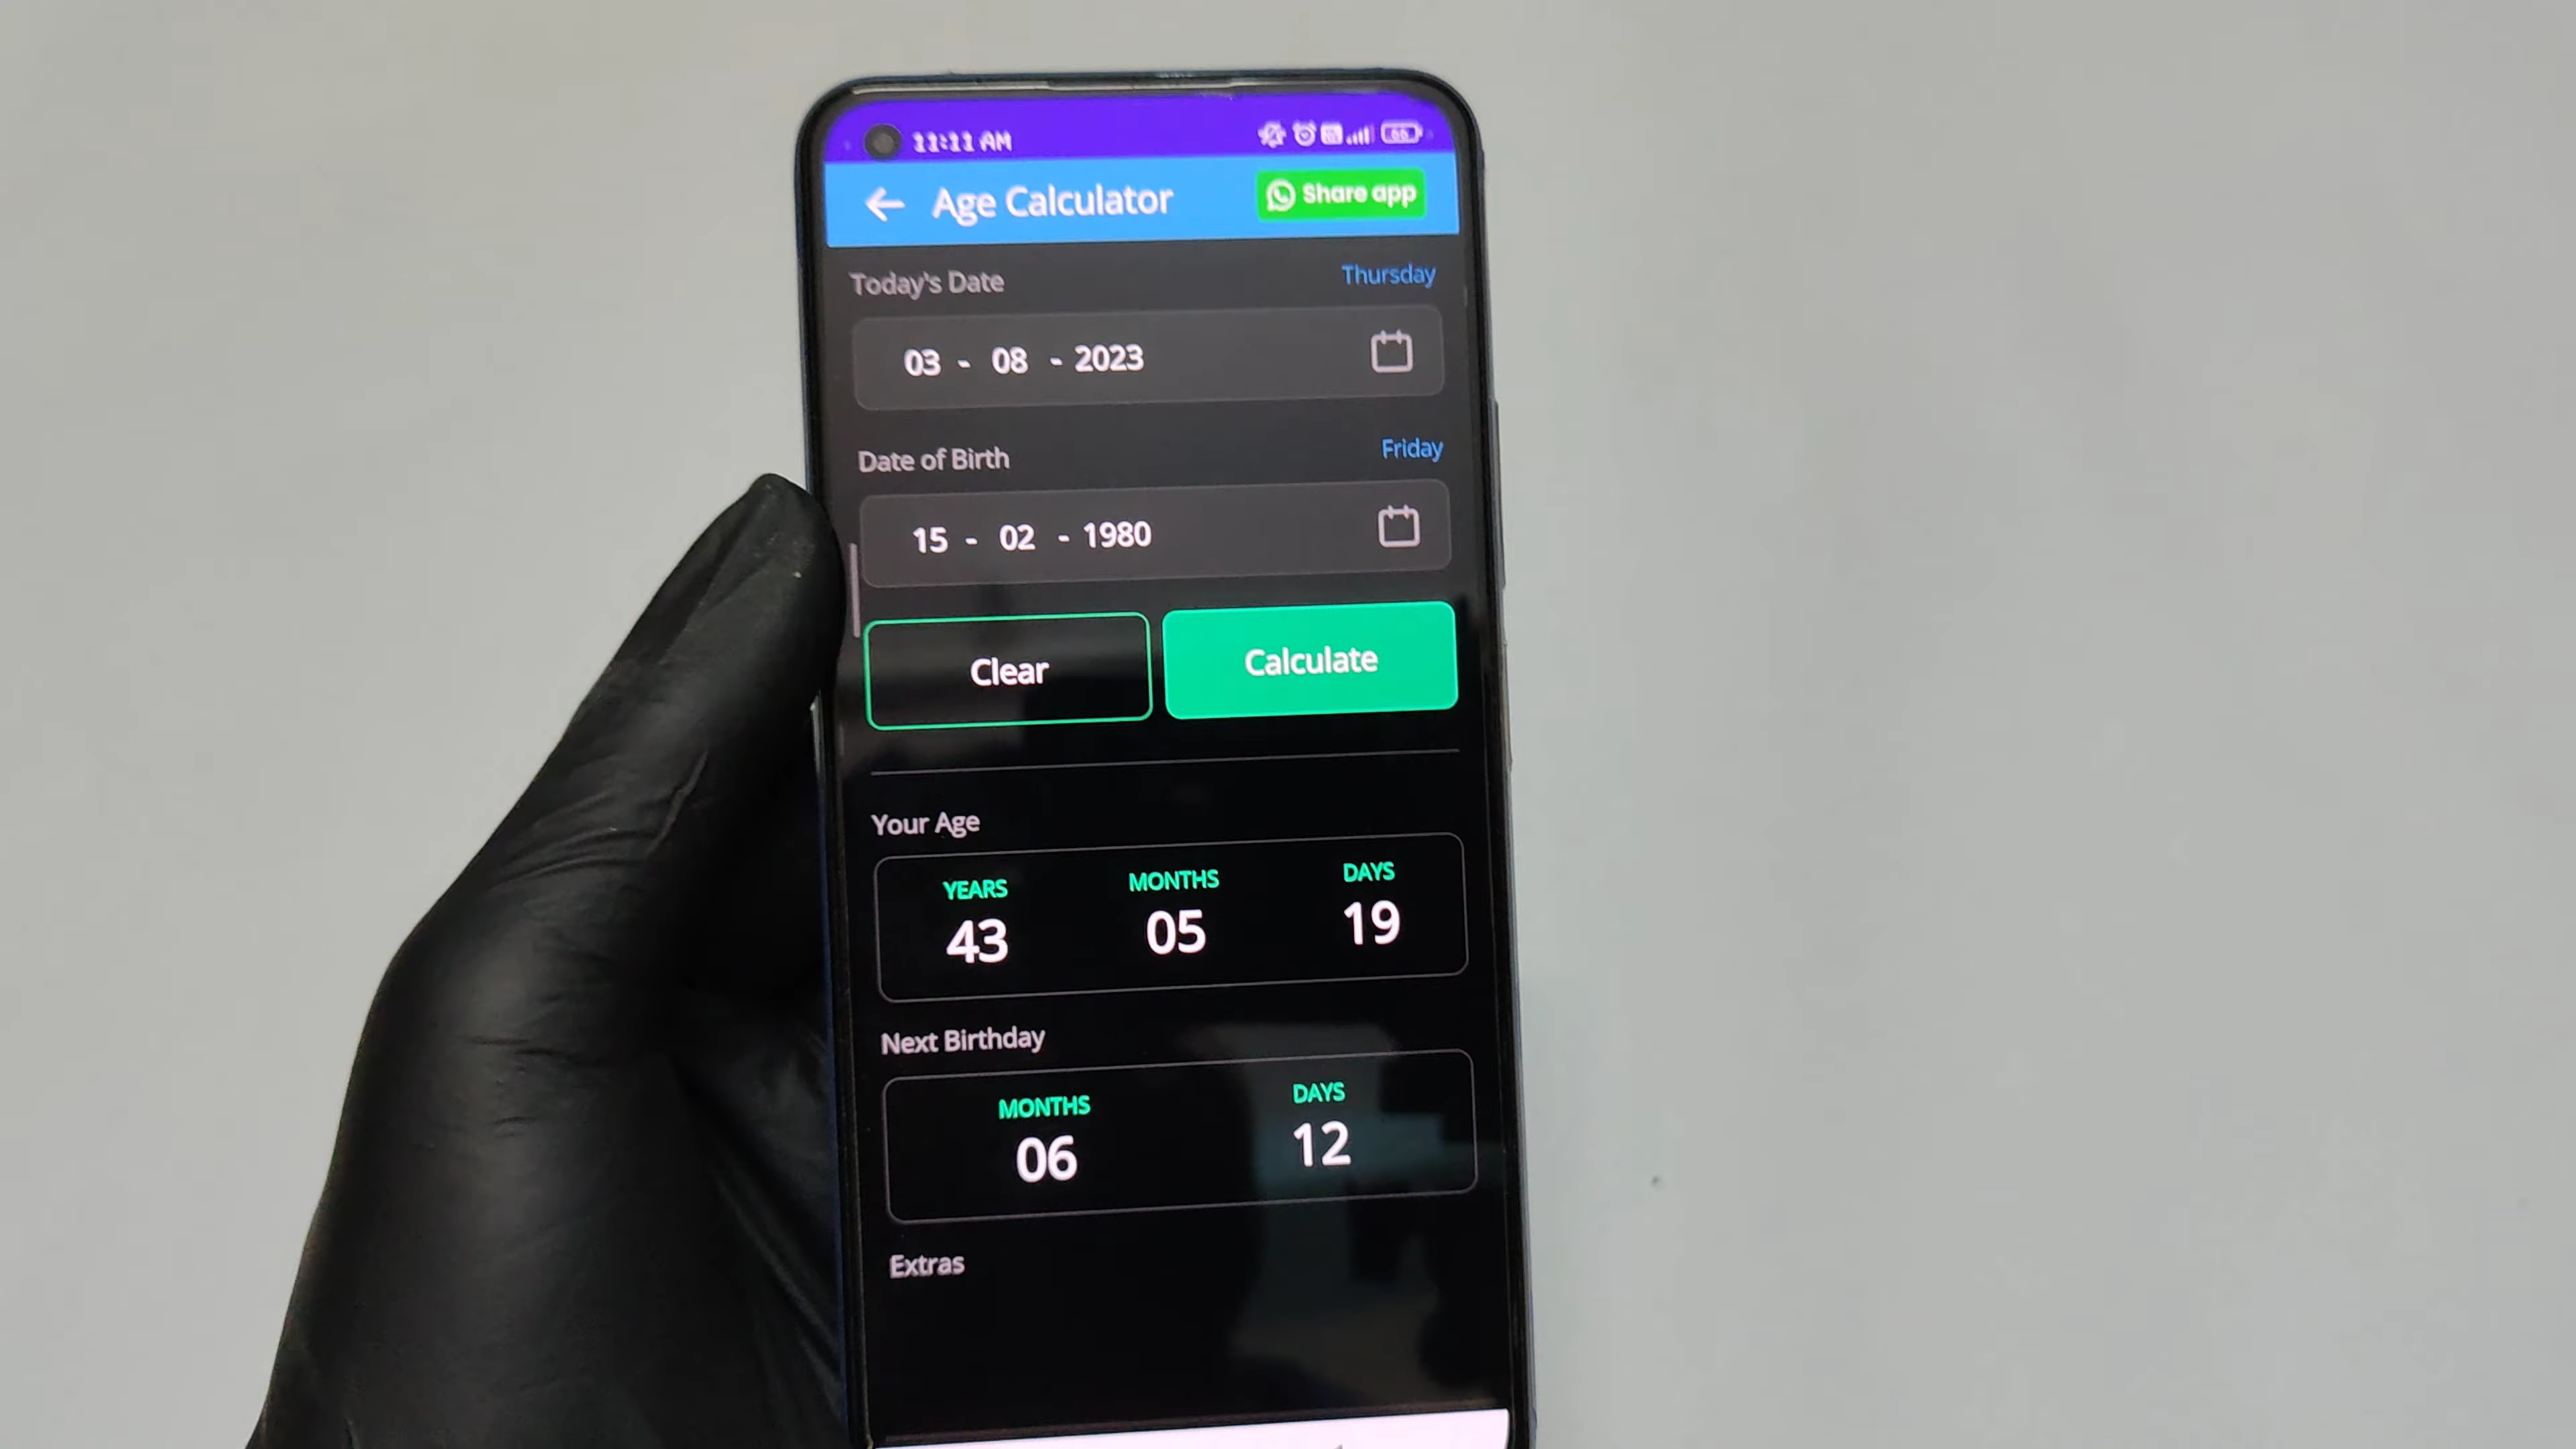 11:11 AM 66
Age Calculator Share app
Today's Date Thursday
03 - 08 - 2023
Date of Birth Friday
15 - 02 - 1980
Clear Calculate
Your Age
YEARS MONTHS DAYS
43 05 19
Next Birthday
MONTHS DAYS
06 12
Extras